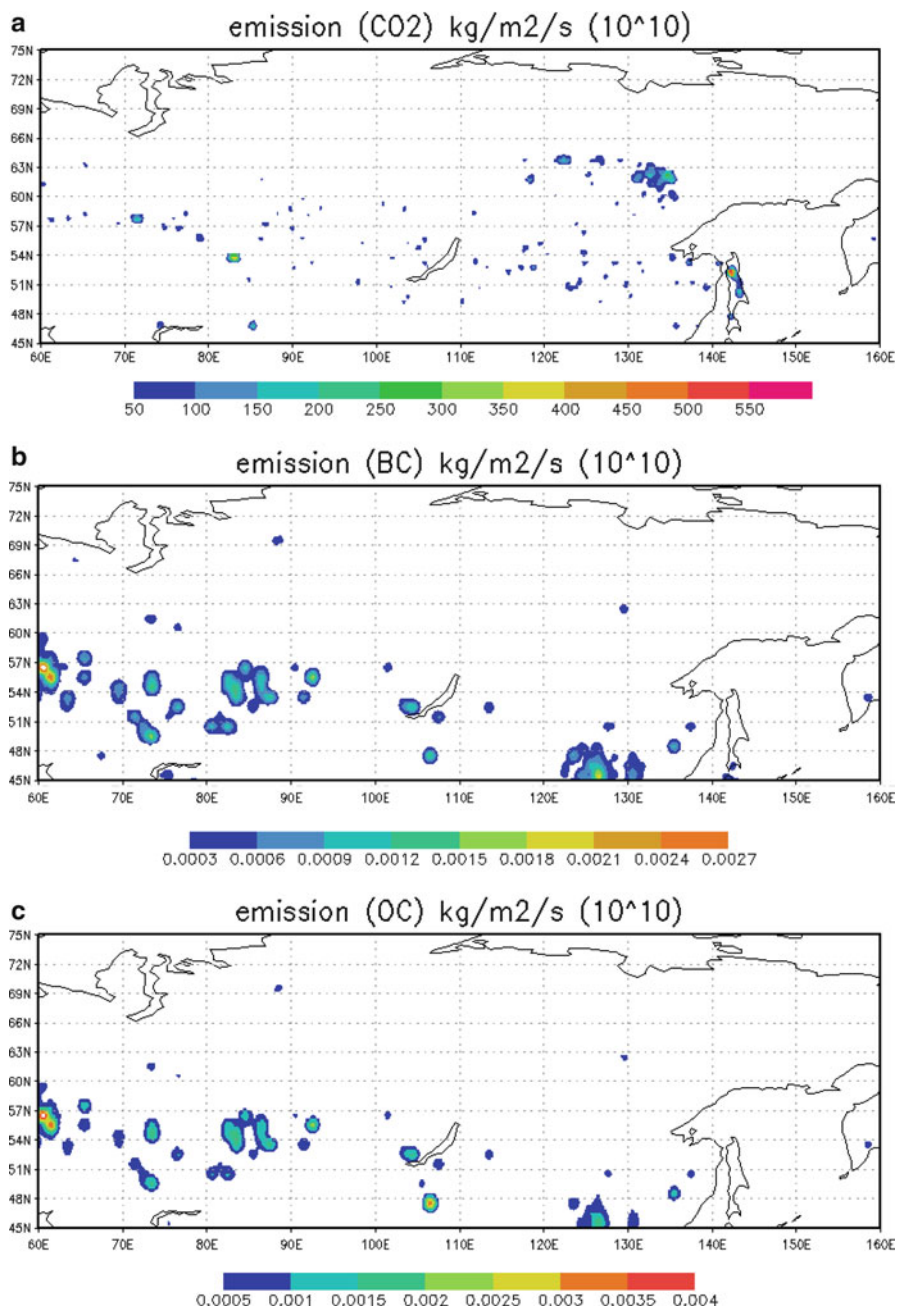 a
emission (CO2) kg/m2/s (10^10)
75N
72N
69N
66N
63N
60N
57N
54N
51N
48N
45N
60E 70E 80E 90E 100E 110E 120E 130E 140E 150E 160E
50 100 150 200 250 300 350 400 450 500 550
b
emission (BC) kg/m2/s (10^10)
75N
72N
69N
66N
63N
60N
57N
54N
51N
48N
45N
60E 70E 80E 90E 100E 110E 120E 130E 140E 150E 160E
0.0003 0.0006 0.0009 0.0012 0.0015 0.0018 0.0021 0.0024 0.0027
c
emission (OC) kg/m2/s (10^10)
75N
72N
69N
66N
63N
60N
57N
54N
51N
48N
45N
60E 70E 80E 90E 100E 110E 120E 130E 140E 150E 160E
0.0005 0.001 0.0015 0.002 0.0025 0.003 0.0035 0.004